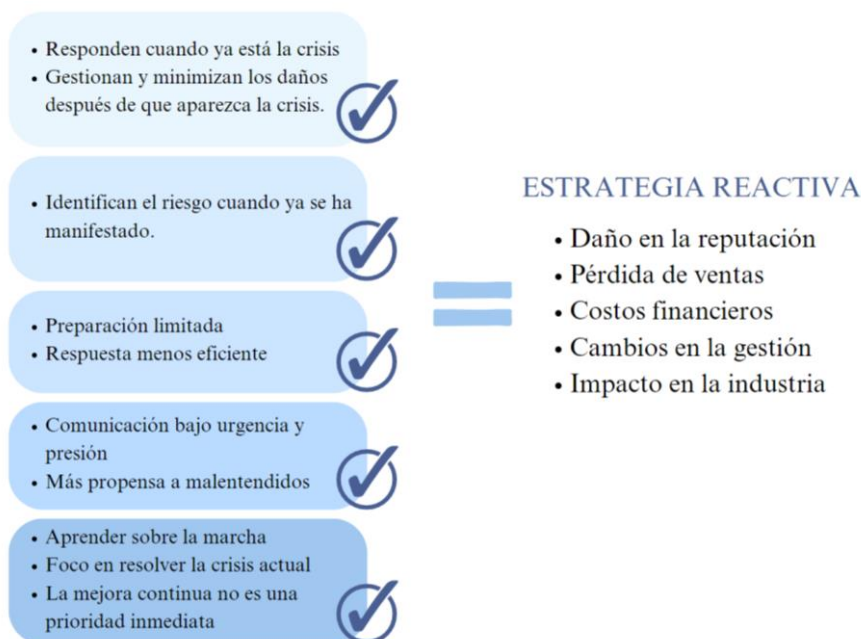 • Responden cuando ya está la crisis
• Gestionan y minimizan los daños
después de que aparezca la crisis.
• Identifican el riesgo cuando ya se ha
manifestado.
• Preparación limitada
• Respuesta menos eficiente
• Comunicación bajo urgencia y
presión
• Más propensa a malentendidos
• Aprender sobre la marcha
• Foco en resolver la crisis actual
• La mejora continua no es una
prioridad inmediata
ESTRATEGIA REACTIVA
• Daño en la reputación
• Pérdida de ventas
• Costos financieros
• Cambios en la gestión
• Impacto en la industria